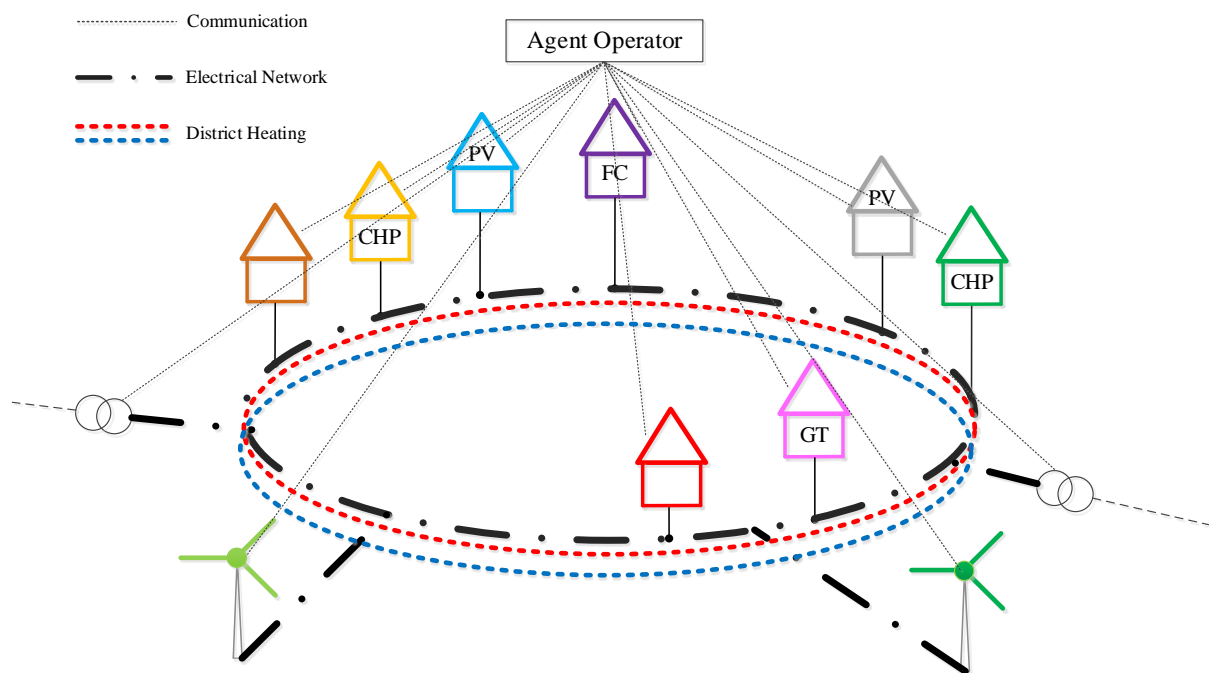 Communication
Agent Operator
Electrical Network
District Heating
PV
FC
PV
CHP
CHP
GT